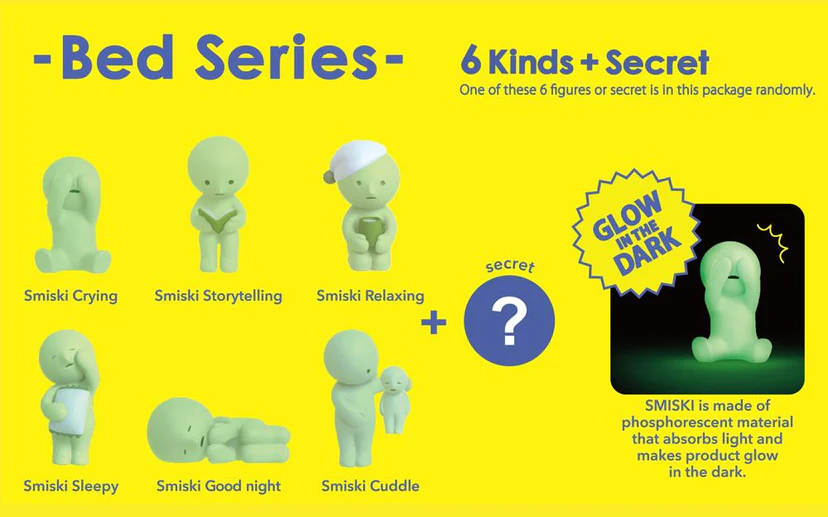 -Bed Series-
6 Kinds + Secret
One of these 6 figures or secret is in this package randomly.
Smiski Crying
Smiski Storytelling
Smiski Relaxing
Smiski Sleepy
Smiski Good night
Smiski Cuddle
+
secret
?
GLOW
IN THE
DARK
SMISKI is made of
phosphorescent material
that absorbs light and
makes product glow
in the dark.